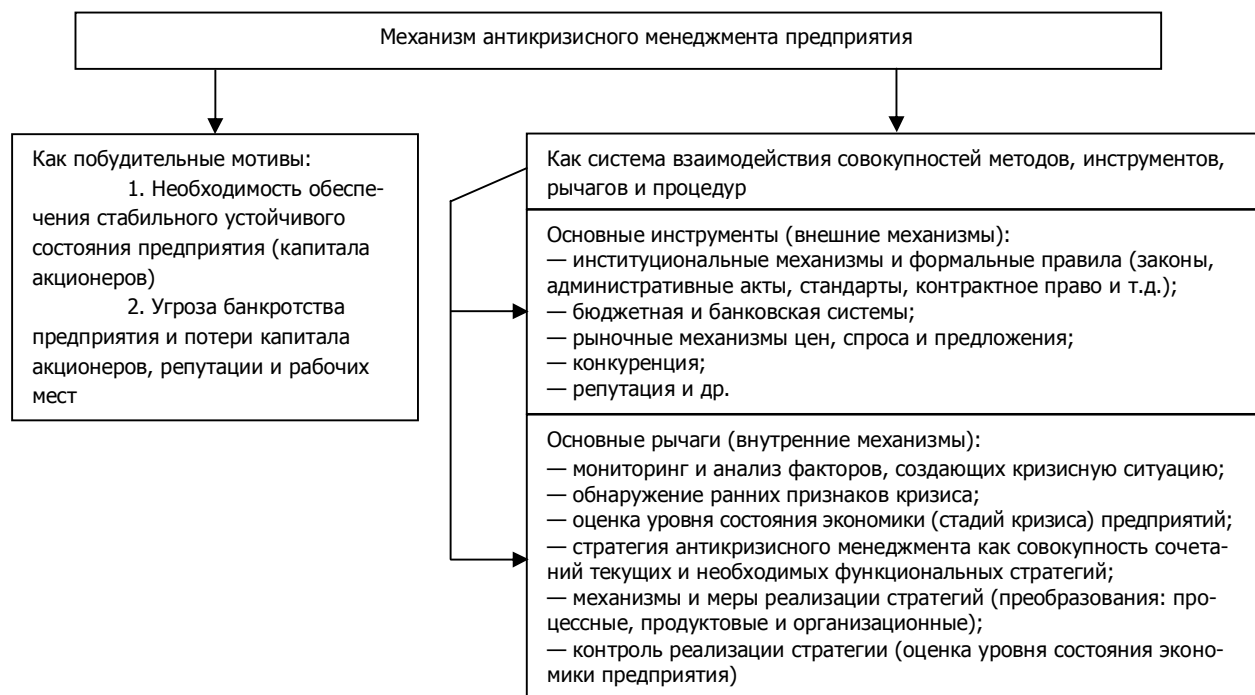 Механизм антикризисного менеджмента предприятия
Как побудительные мотивы:
1. Необходимость обеспе-
чения стабильного устойчивого
состояния предприятия (капитала
акционеров)
2. Угроза банкротства
предприятия и потери капитала
акционеров, репутации и рабочих
мест
Как система взаимодействия совокупностей методов, инструментов,
рычагов и процедур
Основные инструменты (внешние механизмы):
— институциональные механизмы и формальные правила (законы,
административные акты, стандарты, контрактное право и т.д.);
— бюджетная и банковская системы;
— рыночные механизмы цен, спроса и предложения;
— конкуренция;
— репутация и др.
Основные рычаги (внутренние механизмы):
— мониторинг и анализ факторов, создающих кризисную ситуацию;
— обнаружение ранних признаков кризиса;
— оценка уровня состояния экономики (стадий кризиса) предприятий;
— стратегия антикризисного менеджмента как совокупность сочета-
ний текущих и необходимых функциональных стратегий;
— механизмы и меры реализации стратегий (преобразования: про-
цессные, продуктовые и организационные);
— контроль реализации стратегии (оценка уровня состояния эконо-
мики предприятия)